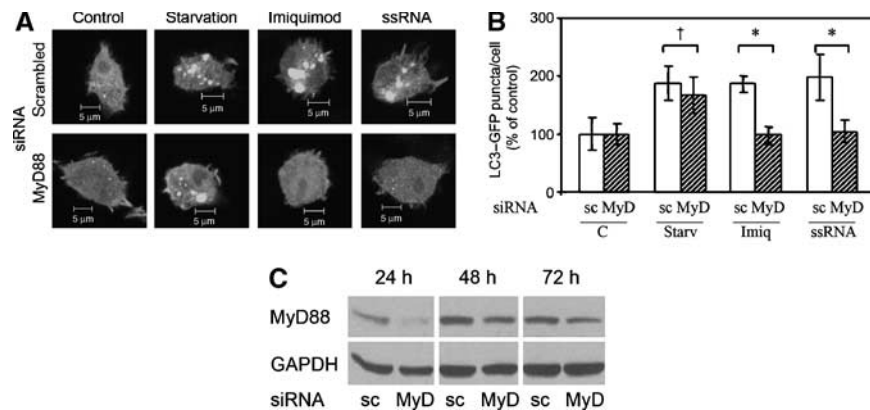 A
Control Starvation Imiquimod ssRNA
siRNA
Scrambled
5 µm 5 µm 5 µm 5 µm
MyD88
5 µm 5 µm 5 µm 5 µm
B
LC3–GFP puncta/cell
(% of control)
300
200
100
0
† * *
siRNA sc MyD sc MyD sc MyD sc MyD
C Starv Imiq ssRNA
C
24 h 48 h 72 h
MyD88
GAPDH
siRNA sc MyD sc MyD sc MyD